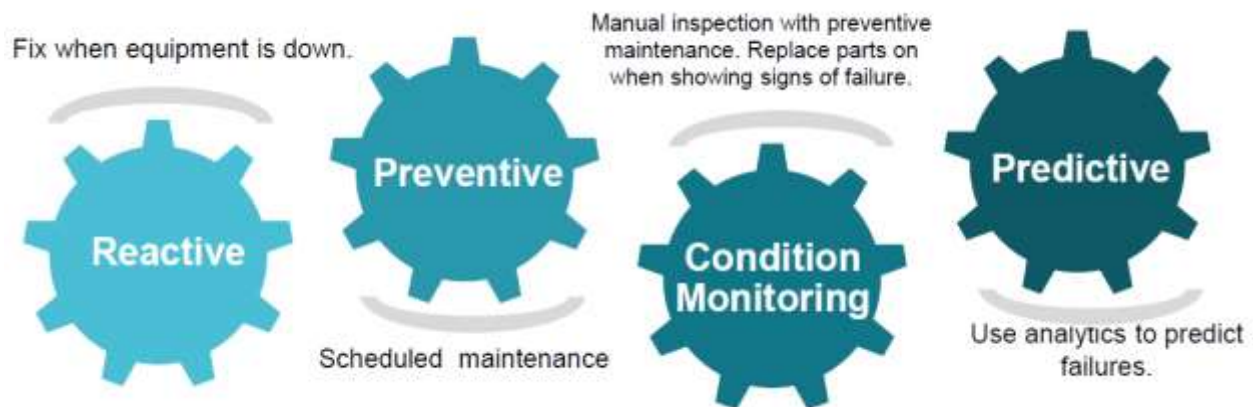 Fix when equipment is down.
Reactive
Preventive
Scheduled maintenance
Manual inspection with preventive
maintenance. Replace parts on
when showing signs of failure.
Condition
Monitoring
Predictive
Use analytics to predict
failures.